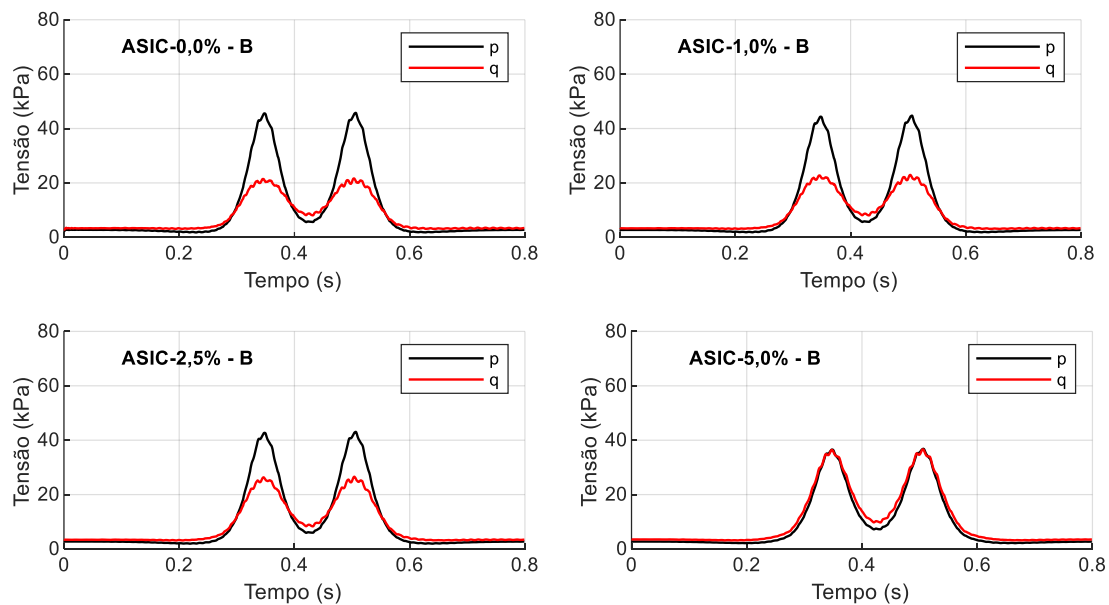 ASIC-0,0% - B
p
q
Tensão (kPa)
80
60
40
20
0
0
0.2
0.4
0.6
0.8
Tempo (s)
ASIC-1,0% - B
p
q
Tensão (kPa)
80
60
40
20
0
0
0.2
0.4
0.6
0.8
Tempo (s)
ASIC-2,5% - B
p
q
Tensão (kPa)
80
60
40
20
0
0
0.2
0.4
0.6
0.8
Tempo (s)
ASIC-5,0% - B
p
q
Tensão (kPa)
80
60
40
20
0
0
0.2
0.4
0.6
0.8
Tempo (s)